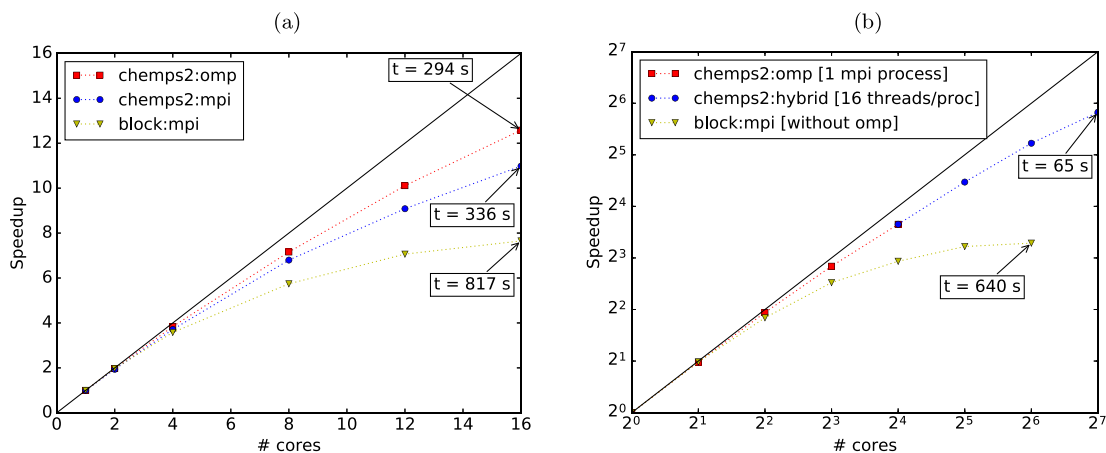 (a)
16
14
12
10
8
6
4
2
0
Speedup
chemps2:omp
chemps2:mpi
block:mpi
t = 294 s
t = 336 s
t = 817 s
0 2 4 6 8 10 12 14 16
# cores
(b)
2⁷
2⁶
2⁵
2⁴
2³
2²
2¹
2⁰
Speedup
chemps2:omp [1 mpi process]
chemps2:hybrid [16 threads/proc]
block:mpi [without omp]
t = 65 s
t = 640 s
2⁰ 2¹ 2² 2³ 2⁴ 2⁵ 2⁶ 2⁷
# cores